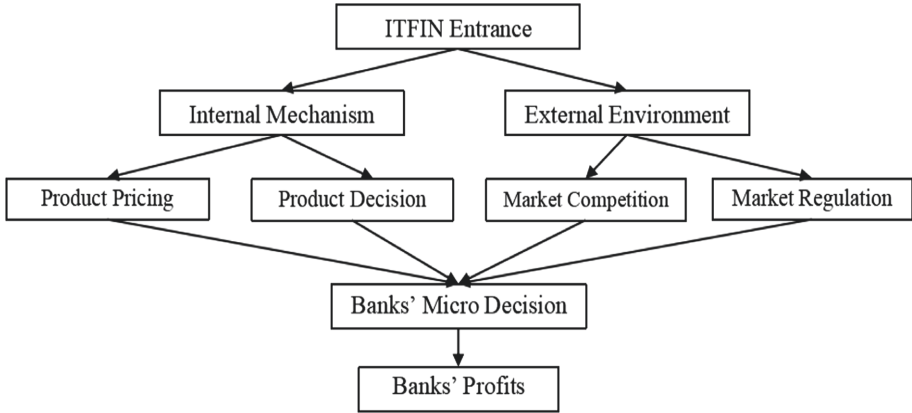 ITFIN Entrance
Internal Mechanism
External Environment
Product Pricing
Product Decision
Market Competition
Market Regulation
Banks’ Micro Decision
Banks’ Profits